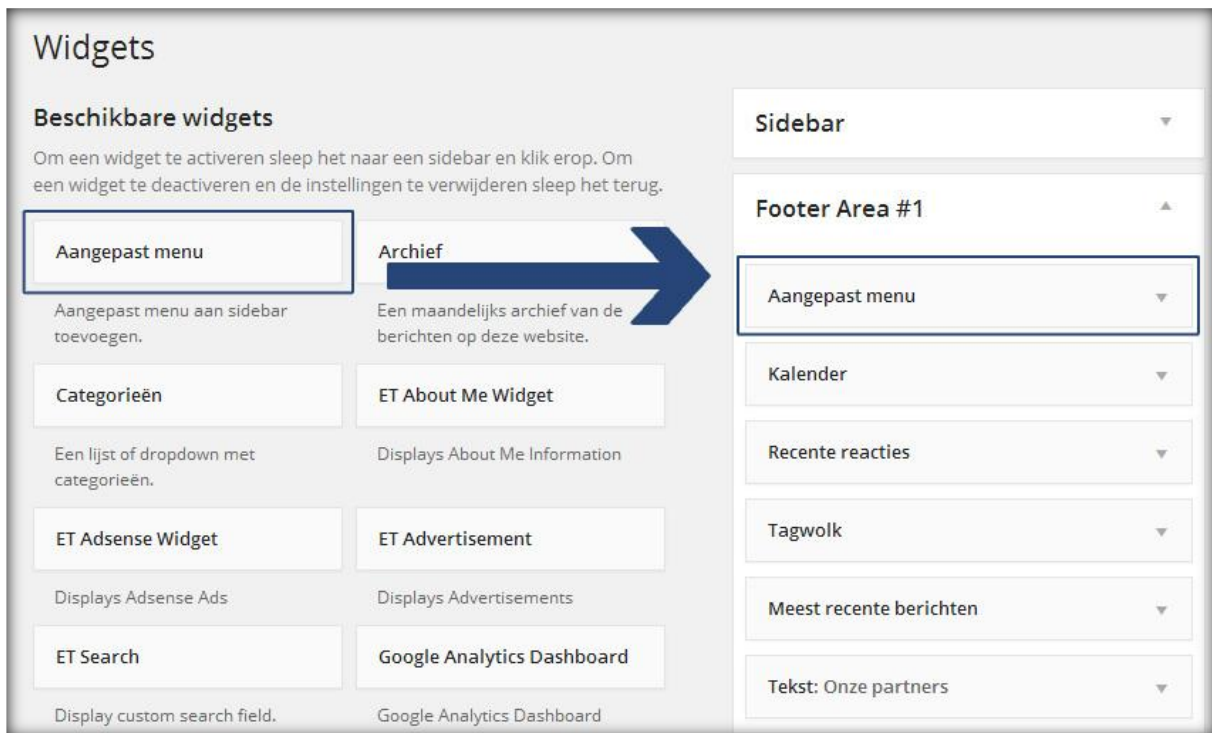 Widgets
Beschikbare widgets
Om een widget te activeren sleep het naar een sidebar en klik erop. Om
een widget te deactiveren en de instellingen te verwijderen sleep het terug.
Aangepast menu
Archief
Aangepast menu aan sidebar
toevoegen.
Een maandelijks archief van de
berichten op deze website.
Categorieën
ET About Me Widget
Een lijst of dropdown met
categorieën.
Displays About Me Information
ET Adsense Widget
ET Advertisement
Displays Adsense Ads
Displays Advertisements
ET Search
Google Analytics Dashboard
Display custom search field.
Google Analytics Dashboard
Sidebar
Footer Area #1
Aangepast menu
Kalender
Recente reacties
Tagwolk
Meest recente berichten
Tekst: Onze partners